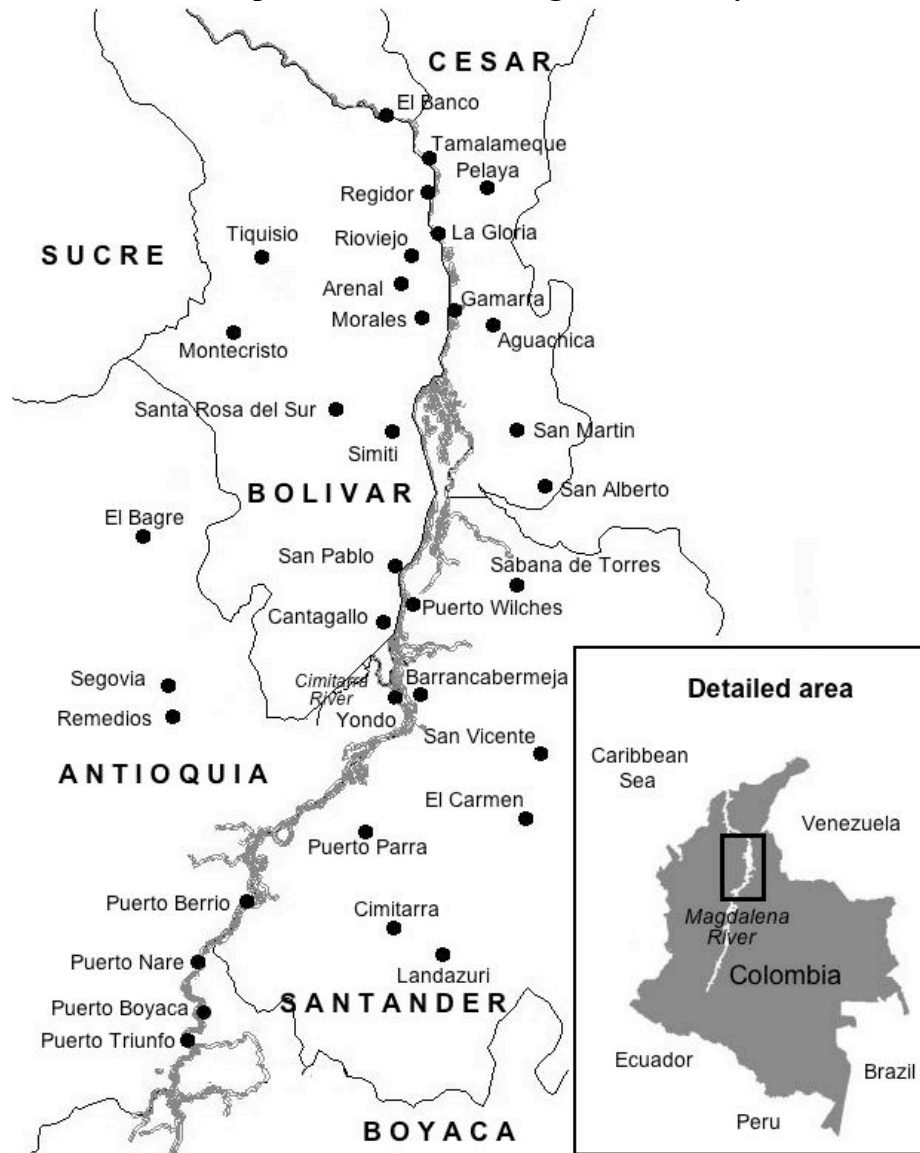 CESAR
El Banco
Tamalameque
Pelaya
Regidor
La Gloria
Rioviejo
Tiquisio
SUCRE
Arenal
Gamarra
Morales
Aguachica
Montecristo
Santa Rosa del Sur
San Martin
Simiti
BOLIVAR
San Alberto
El Bagre
San Pablo
Sabana de Torres
Puerto Wilches
Cantagallo
Segovia
Cimitarra
River
Barrancabermeja
Remedios
Yondo
San Vicente
ANTIOQUIA
El Carmen
Puerto Parra
Puerto Berrio
Cimitarra
Puerto Nare
Landazuri
SANTANDER
Puerto Boyaca
Puerto Triunfo
BOYACA
Detailed area
Caribbean
Sea
Venezuela
Magdalena
River
Colombia
Ecuador
Brazil
Peru